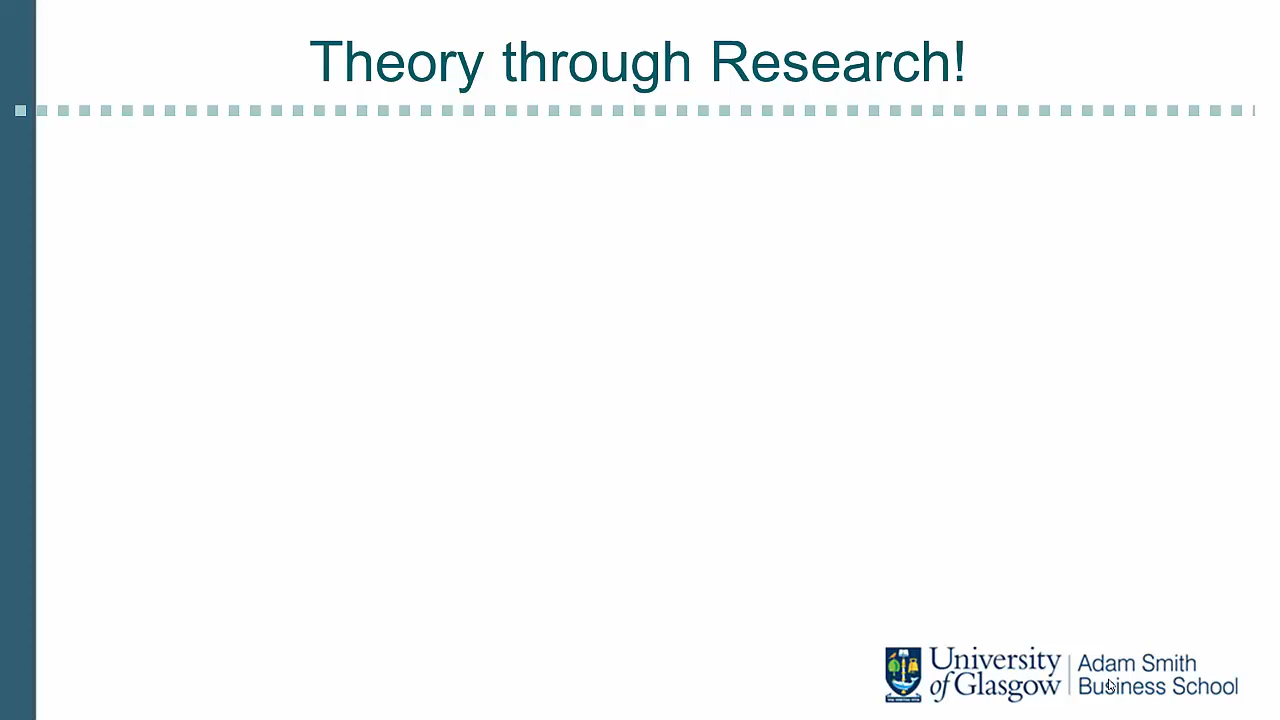 Theory through Research!
University
of Glasgow
Adam Smith
Business School